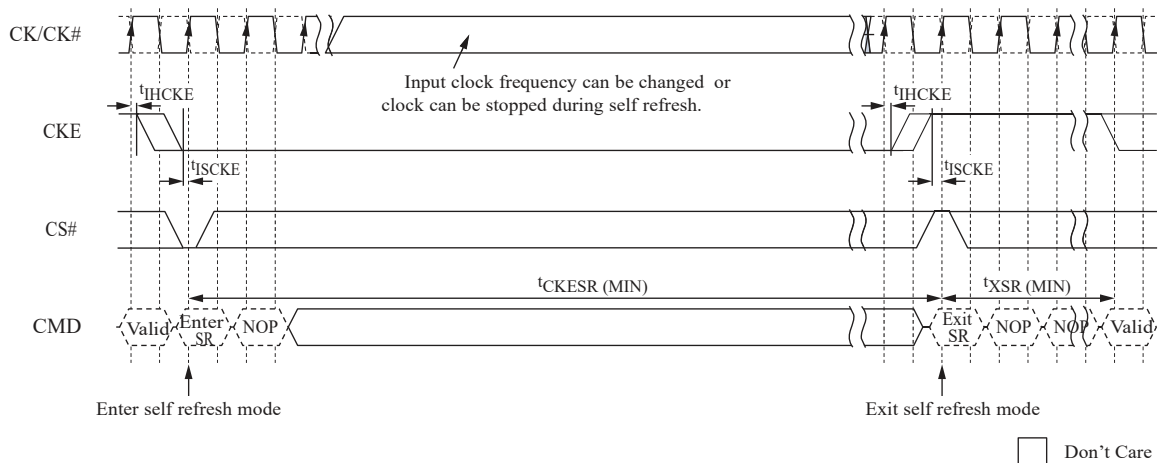 CK/CK#
Input clock frequency can be changed or
clock can be stopped during self refresh.
tIHCKE
tIHCKE
CKE
tISCKE
tISCKE
CS#
tCKESR (MIN)
tXSR (MIN)
CMD
Valid
Enter
SR
NOP
Exit
SR
NOP
NOP
Valid
Enter self refresh mode
Exit self refresh mode
Don't Care